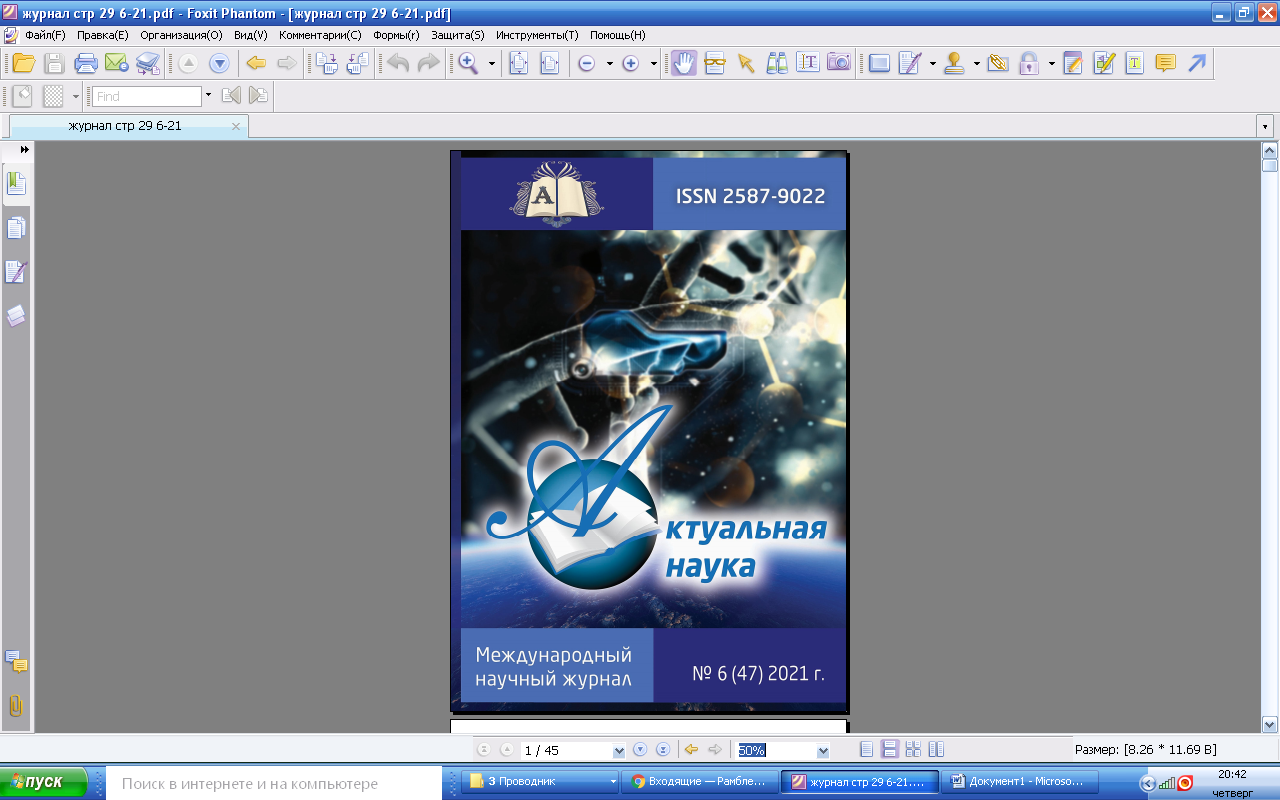 журнал стр 29 6-21.pdf - Foxit Phantom - [журнал стр 29 6-21.pdf]
Файл(F) Правка(E) Организация(O) Вид(V) Комментарии(C) Формы(r) Защита(S) Инструменты(T) Помощь(H)
Find
журнал стр 29 6-21
A
ISSN 2587-9022
Актуальная
наука
Международный
научный журнал
№ 6 (47) 2021 г.
1 / 45
50%
Размер: [8.26 * 11.69 В]
пуск
Поиск в интернете и на компьютере
3 Проводник
Входящие — Рамбле...
журнал стр 29 6-21....
Документ1 - Microso...
20:42
четверг